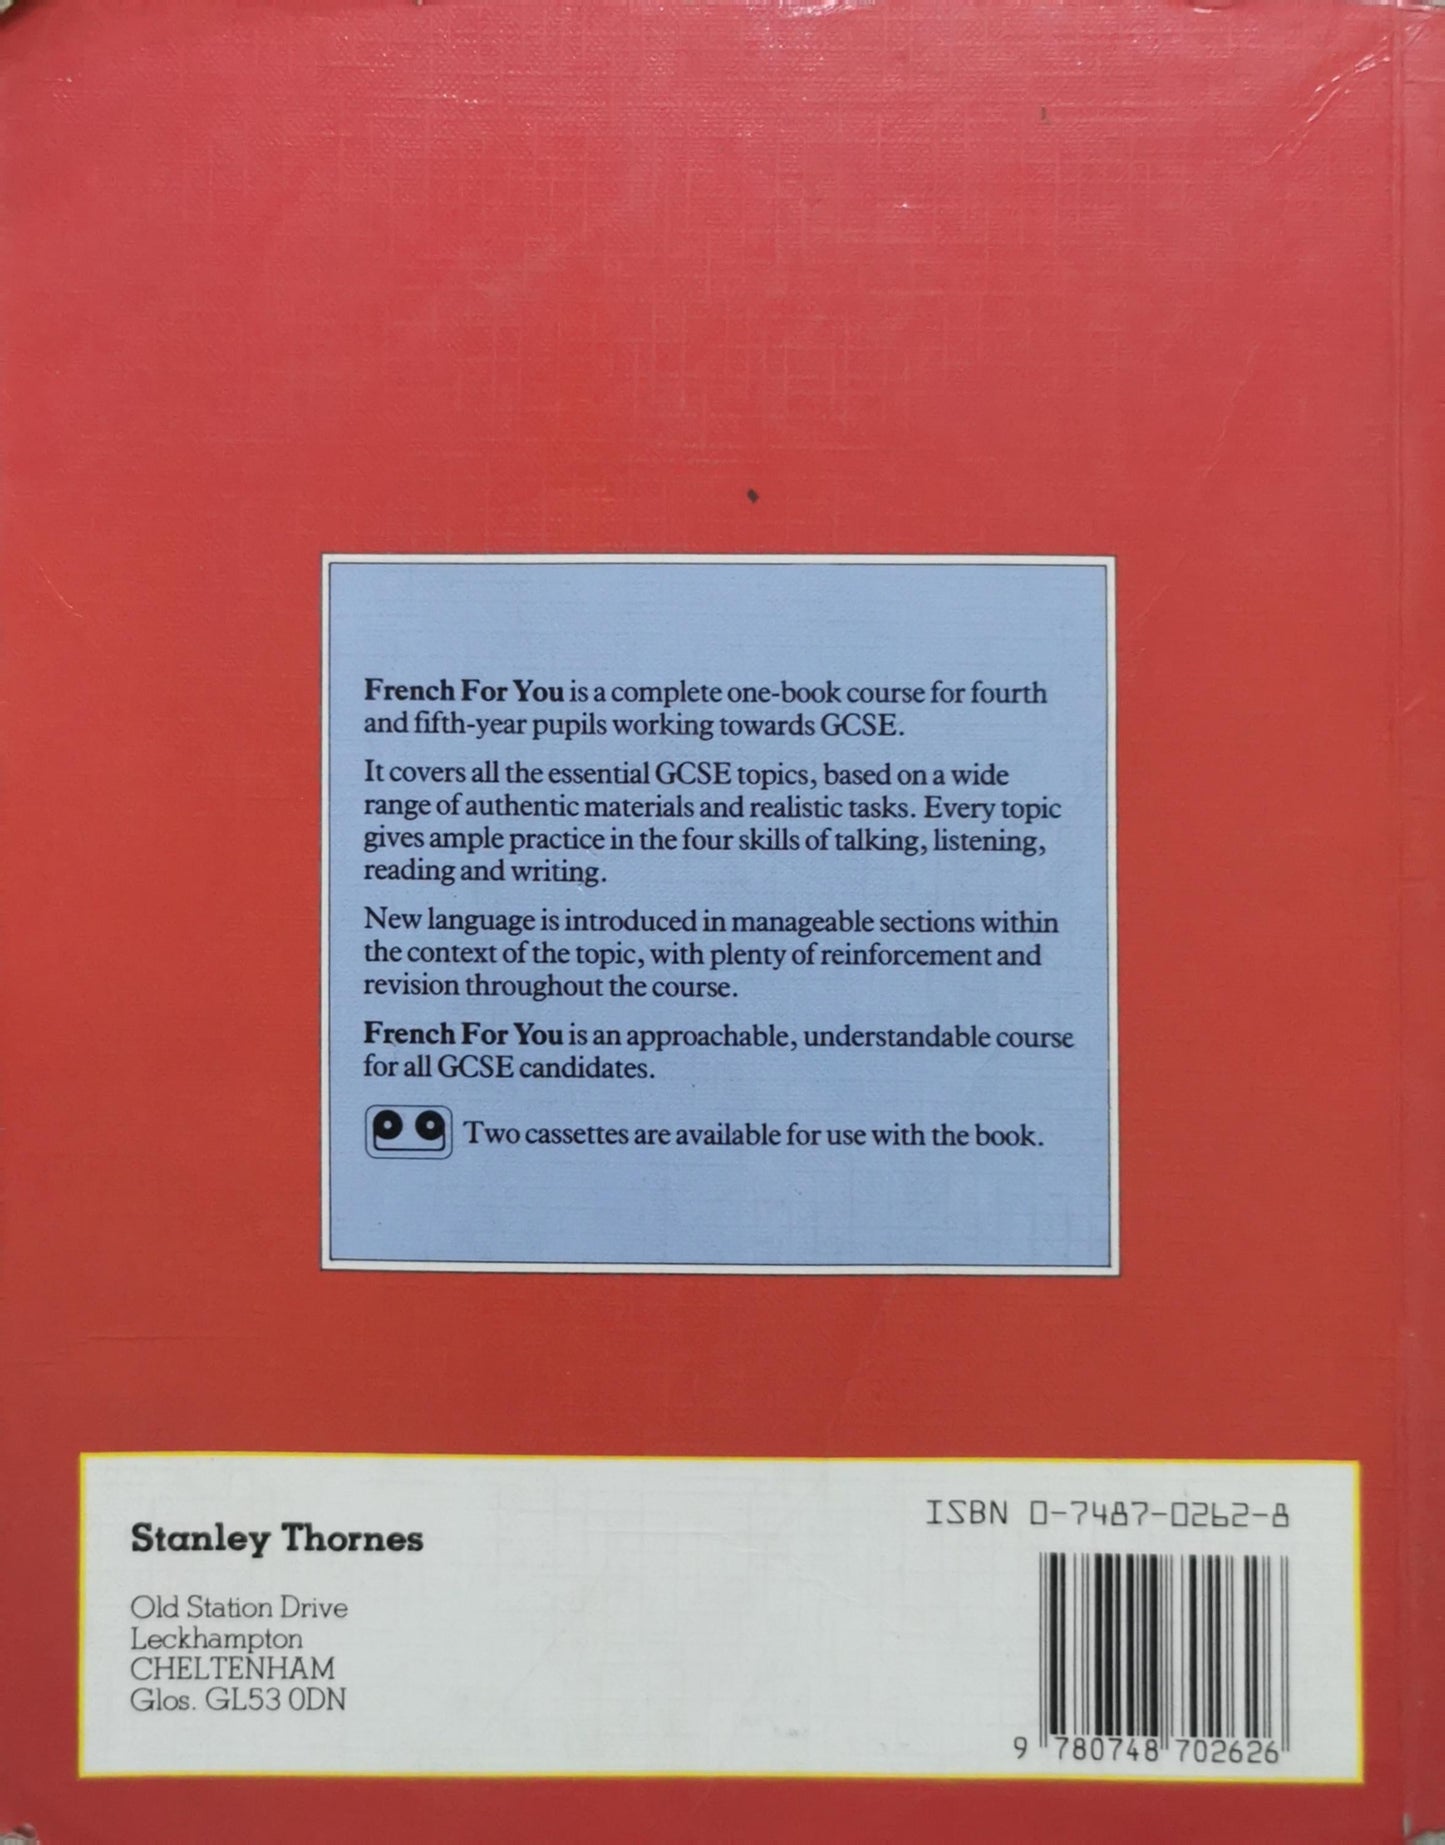 French For You is a complete one-book course for fourth
and fifth-year pupils working towards GCSE.
It covers all the essential GCSE topics, based on a wide
range of authentic materials and realistic tasks. Every topic
gives ample practice in the four skills of talking, listening,
reading and writing.
New language is introduced in manageable sections within
the context of the topic, with plenty of reinforcement and
revision throughout the course.
French For You is an approachable, understandable course
for all GCSE candidates.
Two cassettes are available for use with the book.
Stanley Thornes
Old Station Drive
Leckhampton
CHELTENHAM
Glos. GL53 0DN
ISBN 0-7487-0262-8
9 780748 702626